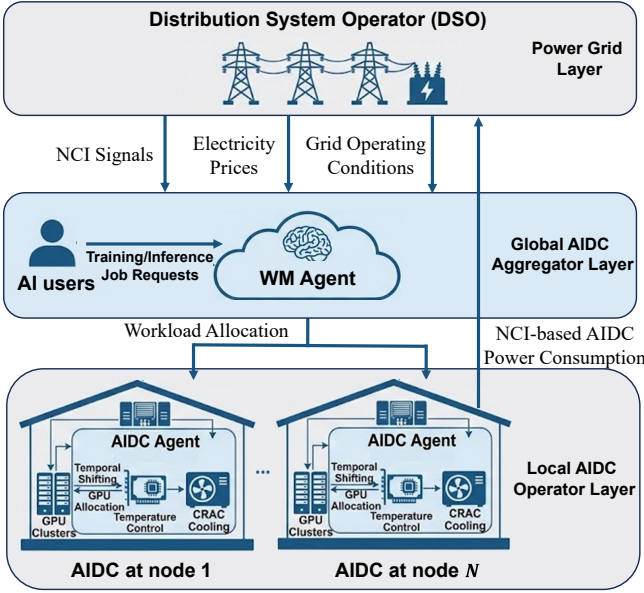 Distribution System Operator (DSO)
Power Grid
Layer
NCI Signals
Electricity
Prices
Grid Operating
Conditions
AI users
Training/Inference
Job Requests
WM Agent
Global AIDC
Aggregator Layer
Workload Allocation
NCI-based AIDC
Power Consumption
AIDC Agent
Temporal
Shifting
GPU
Allocation
GPU
Clusters
Temperature
Control
CRAC
Cooling
AIDC at node 1
...
AIDC Agent
Temporal
Shifting
GPU
Allocation
GPU
Clusters
Temperature
Control
CRAC
Cooling
AIDC at node N
Local AIDC
Operator Layer